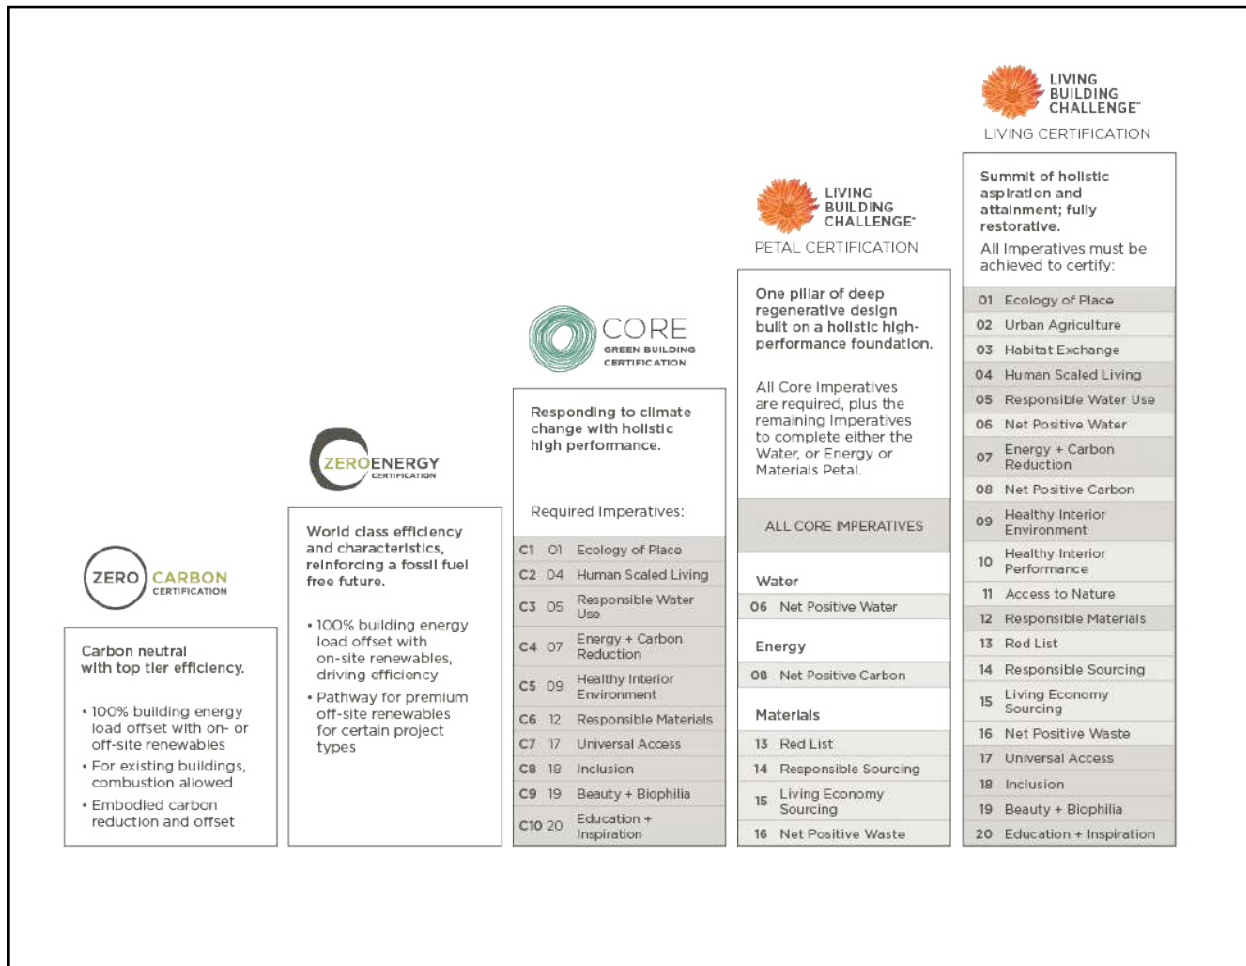 ZERO CARBON
CERTIFICATION
Carbon neutral
with top tier efficiency.
• 100% building energy
load offset with on- or
off-site renewables
• For existing buildings,
combustion allowed
• Embodied carbon
reduction and offset
ZEROENERGY
CERTIFICATION
World class efficiency
and characteristics,
reinforcing a fossil fuel
free future.
• 100% building energy
load offset with
on-site renewables,
driving efficiency
• Pathway for premium
off-site renewables
for certain project
types
CORE
GREEN BUILDING
CERTIFICATION
Responding to climate
change with holistic
high performance.
Required Imperatives:
C1 01 Ecology of Place
C2 04 Human Scaled Living
C3 05 Responsible Water
Use
C4 07 Energy + Carbon
Reduction
C5 09 Healthy Interior
Environment
C6 12 Responsible Materials
C7 17 Universal Access
C8 18 Inclusion
C9 19 Beauty + Biophilia
C10 20 Education +
Inspiration
LIVING
BUILDING
CHALLENGE™
PETAL CERTIFICATION
One pillar of deep
regenerative design
built on a holistic high-
performance foundation.
All Core Imperatives
are required, plus the
remaining Imperatives
to complete either the
Water, or Energy or
Materials Petal.
ALL CORE IMPERATIVES
Water
06 Net Positive Water
Energy
08 Net Positive Carbon
Materials
13 Red List
14 Responsible Sourcing
15 Living Economy
Sourcing
16 Net Positive Waste
LIVING
BUILDING
CHALLENGE™
LIVING CERTIFICATION
Summit of holistic
aspiration and
attainment; fully
restorative.
All Imperatives must be
achieved to certify:
01 Ecology of Place
02 Urban Agriculture
03 Habitat Exchange
04 Human Scaled Living
05 Responsible Water Use
06 Net Positive Water
07 Energy + Carbon
Reduction
08 Net Positive Carbon
09 Healthy Interior
Environment
10 Healthy Interior
Performance
11 Access to Nature
12 Responsible Materials
13 Red List
14 Responsible Sourcing
15 Living Economy
Sourcing
16 Net Positive Waste
17 Universal Access
18 Inclusion
19 Beauty + Biophilia
20 Education + Inspiration